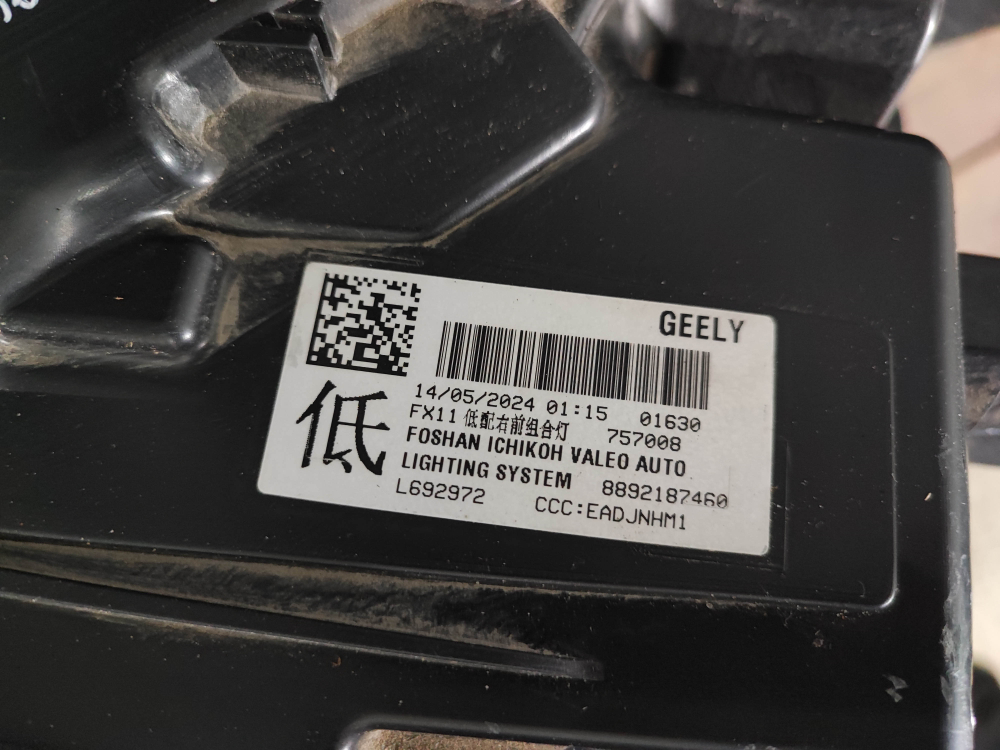 GEELY
14/05/2024 01:15 01630
FX11 低配右前组合灯 757008
低
FOSHAN ICHIKOH VALEO AUTO
LIGHTING SYSTEM 8892187460
L692972 CCC:EADJNHM1